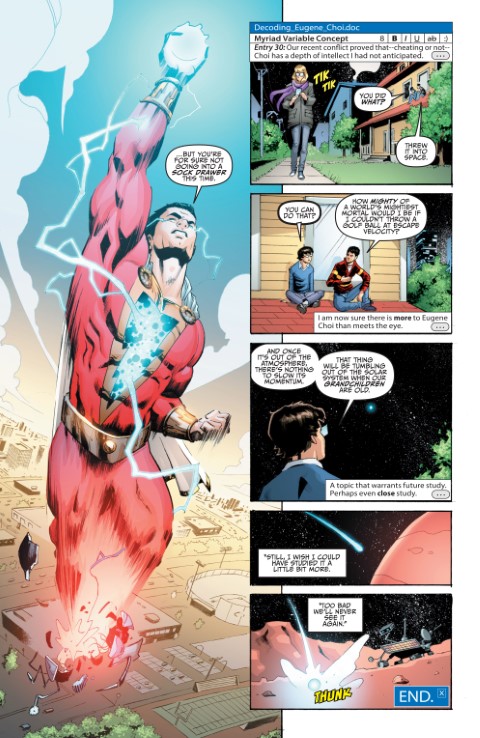 ...BUT YOU'RE
FOR SURE NOT
GOING INTO A
SOCK DRAWER
THIS TIME.
Decoding_Eugene_Choi.doc
Myriad Variable Concept 8 B I U ab :)
Entry 30: Our recent conflict proved that--cheating or not--
Choi has a depth of intellect I had not anticipated.
TIK
TIK
YOU DID
WHAT?
THREW
IT INTO
SPACE.
YOU CAN
DO THAT?
HOW MIGHTY OF
A WORLD'S MIGHTIEST
MORTAL WOULD I BE IF
I COULDN'T THROW A
GOLF BALL AT ESCAPE
VELOCITY?
I am now sure there is more to Eugene
Choi than meets the eye.
AND ONCE
IT'S OUT OF THE
ATMOSPHERE,
THERE'S NOTHING
TO SLOW ITS
MOMENTUM.
THAT THING
WILL BE TUMBLING
OUT OF THE SOLAR
SYSTEM WHEN OUR
GRANDCHILDREN
ARE OLD.
A topic that warrants future study.
Perhaps even close study.
"STILL, I WISH I COULD
HAVE STUDIED IT A
LITTLE BIT MORE.
"TOO BAD
WE'LL NEVER
SEE IT
AGAIN."
THUNK
END. X